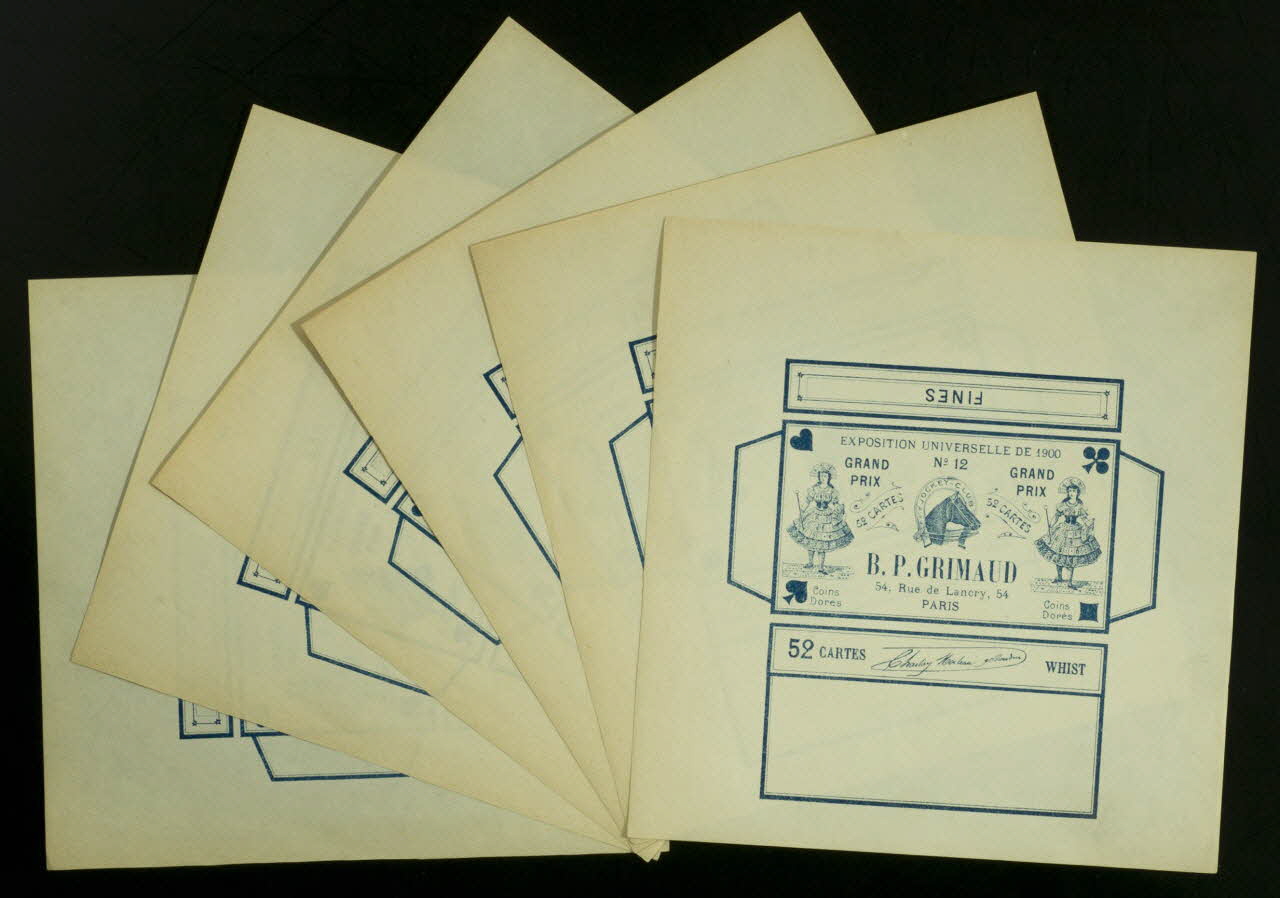 FINES
EXPOSITION UNIVERSELLE DE 1900
GRAND PRIX
Nº 12
GRAND PRIX
52 CARTES
JOCKEY-CLUB
52 CARTES
B. P. GRIMAUD
54, Rue de Lancry, 54
PARIS
Coins Dorés
Coins Dorés
52 CARTES
WHIST